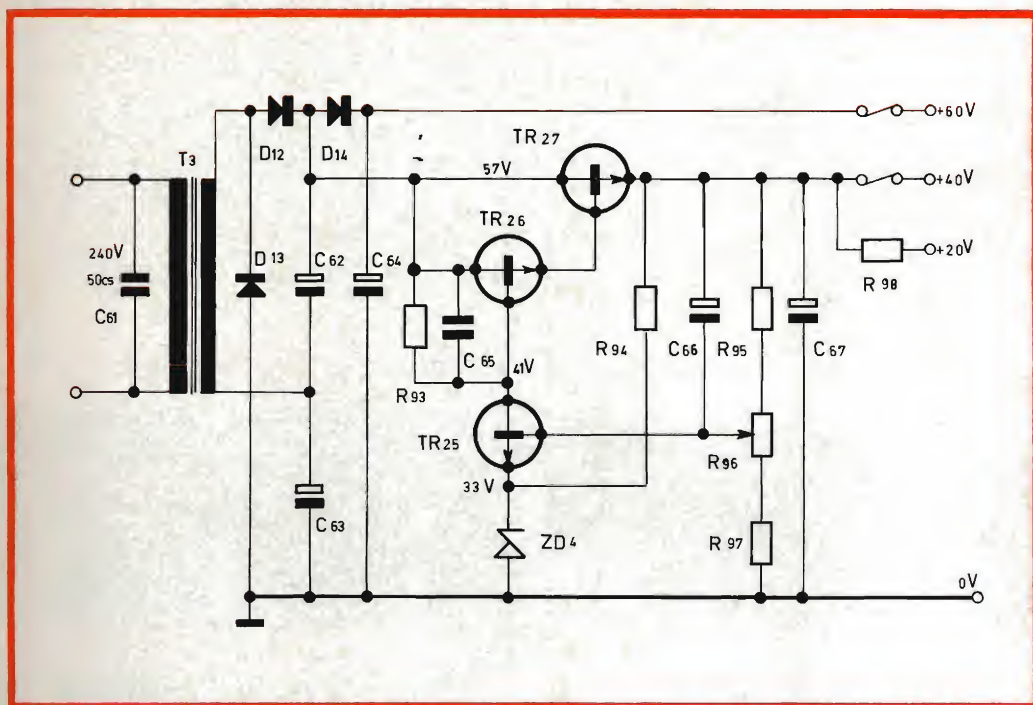 +60V
D12
D14
TR 27
T3
57V
+40V
TR 26
240V
50cs
C61
D 13
C 62
C 64
+20V
R 98
R93
C 65
41V
R 94
C 66
R 95
C 67
TR25
R 96
33 V
ZD 4
C 63
R 97
0V